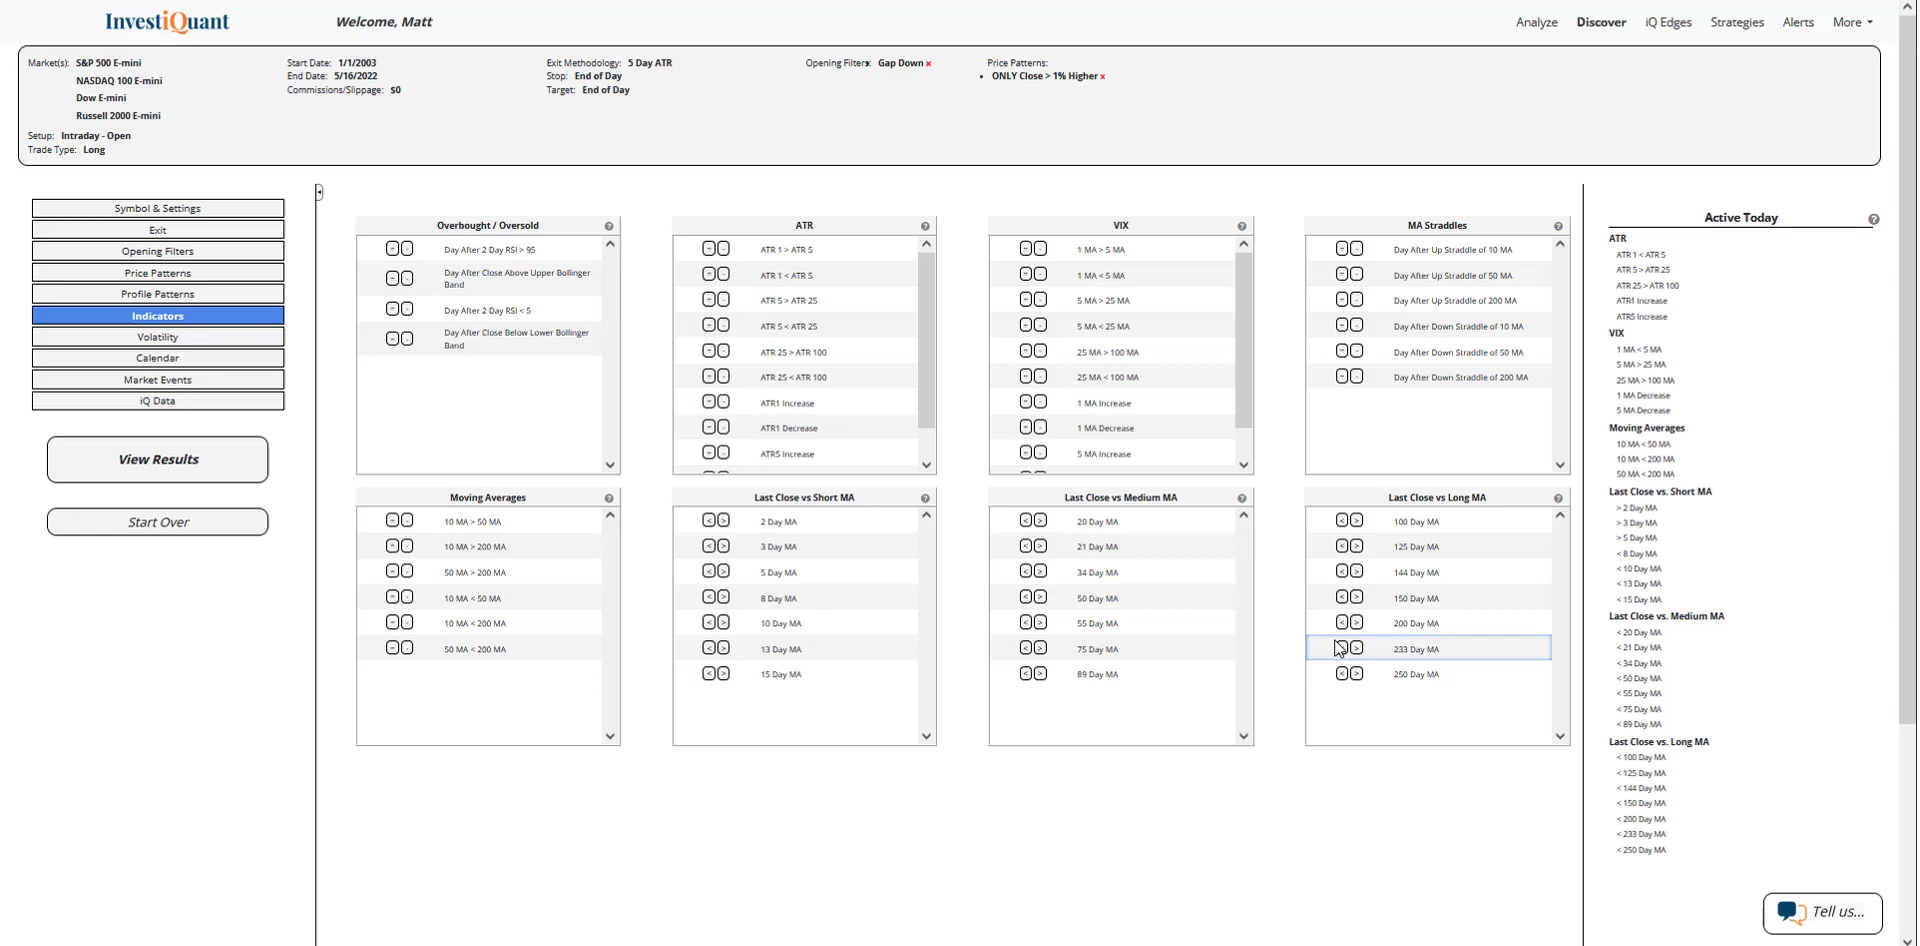 InvestiQuant
Welcome, Matt
Analyze
Discover
iQ Edges
Strategies
Alerts
More
Market(s): S&P 500 E-mini
NASDAQ 100 E-mini
Dow E-mini
Russell 2000 E-mini
Setup: Intraday - Open
Trade Type: Long
Start Date: 1/1/2003
End Date: 5/16/2022
Commissions/Slippage: $0
Exit Methodology: 5 Day ATR
Stop: End of Day
Target: End of Day
Opening Filters: Gap Down x
Price Patterns:
• ONLY Close > 1% Higher x
Symbol & Settings
Exit
Opening Filters
Price Patterns
Profile Patterns
Indicators
Volatility
Calendar
Market Events
iQ Data
View Results
Start Over
Overbought / Oversold
Day After 2 Day RSI > 95
Day After Close Above Upper Bollinger
Band
Day After 2 Day RSI < 5
Day After Close Below Lower Bollinger
Band
ATR
ATR 1 > ATR 5
ATR 1 < ATR 5
ATR 5 > ATR 25
ATR 5 < ATR 25
ATR 25 > ATR 100
ATR 25 < ATR 100
ATR1 Increase
ATR1 Decrease
ATR5 Increase
VIX
1 MA > 5 MA
1 MA < 5 MA
5 MA > 25 MA
5 MA < 25 MA
25 MA > 100 MA
25 MA < 100 MA
1 MA Increase
1 MA Decrease
5 MA Increase
MA Straddles
Day After Up Straddle of 10 MA
Day After Up Straddle of 50 MA
Day After Up Straddle of 200 MA
Day After Down Straddle of 10 MA
Day After Down Straddle of 50 MA
Day After Down Straddle of 200 MA
Moving Averages
10 MA > 50 MA
10 MA > 200 MA
50 MA > 200 MA
10 MA < 50 MA
10 MA < 200 MA
50 MA < 200 MA
Last Close vs Short MA
< > 2 Day MA
< > 3 Day MA
< > 5 Day MA
< > 8 Day MA
< > 10 Day MA
< > 13 Day MA
< > 15 Day MA
Last Close vs Medium MA
< > 20 Day MA
< > 21 Day MA
< > 34 Day MA
< > 50 Day MA
< > 55 Day MA
< > 75 Day MA
< > 89 Day MA
Last Close vs Long MA
< > 100 Day MA
< > 125 Day MA
< > 144 Day MA
< > 150 Day MA
< > 200 Day MA
> 233 Day MA
< > 250 Day MA
Active Today
ATR
ATR 1 < ATR 5
ATR 5 > ATR 25
ATR 25 > ATR 100
ATR1 Increase
ATR5 Increase
VIX
1 MA < 5 MA
5 MA > 25 MA
25 MA > 100 MA
1 MA Decrease
5 MA Decrease
Moving Averages
10 MA < 50 MA
10 MA < 200 MA
50 MA < 200 MA
Last Close vs. Short MA
> 2 Day MA
> 3 Day MA
> 5 Day MA
< 8 Day MA
< 10 Day MA
< 13 Day MA
< 15 Day MA
Last Close vs. Medium MA
< 20 Day MA
< 21 Day MA
< 34 Day MA
< 50 Day MA
< 55 Day MA
< 75 Day MA
< 89 Day MA
Last Close vs. Long MA
< 100 Day MA
< 125 Day MA
< 144 Day MA
< 150 Day MA
< 200 Day MA
< 233 Day MA
< 250 Day MA
Tell us...